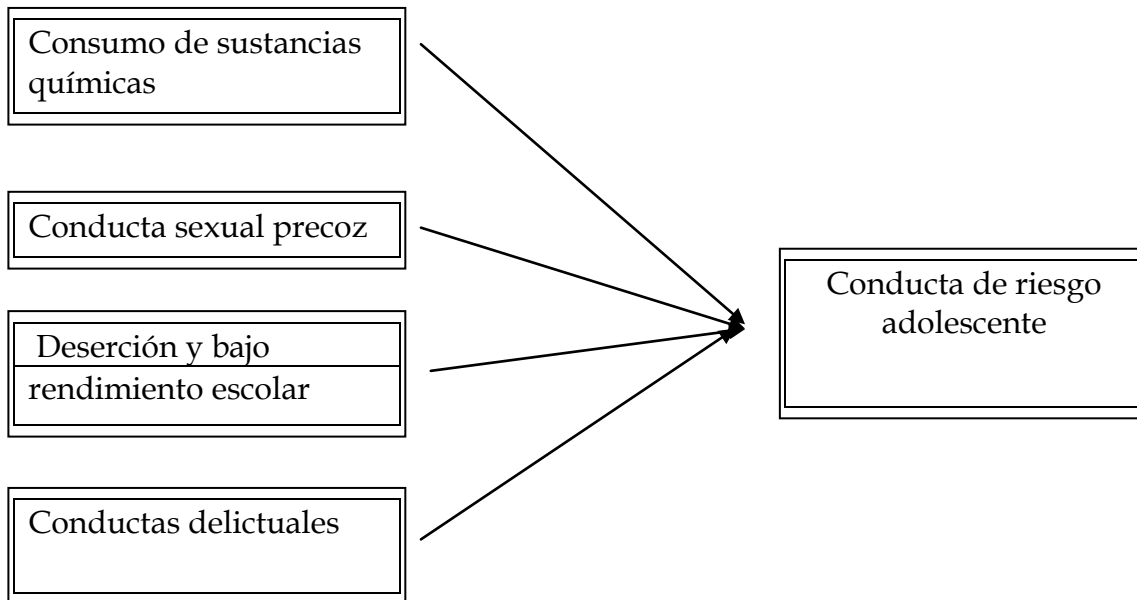 Consumo de sustancias
químicas
Conducta sexual precoz
Deserción y bajo
rendimiento escolar
Conductas delictuales
Conducta de riesgo
adolescente